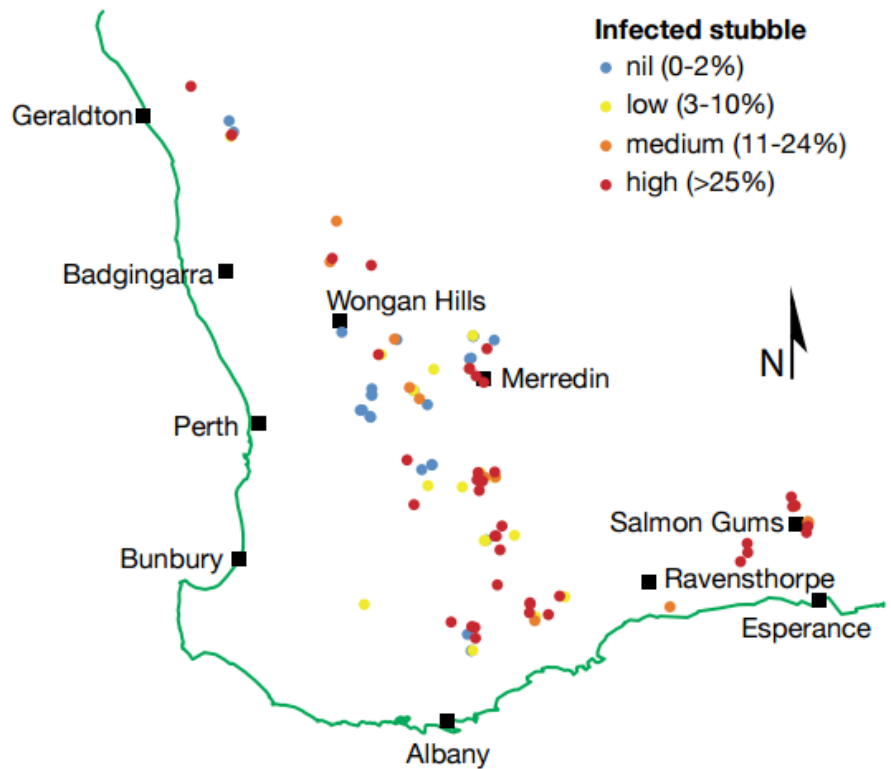 Infected stubble
nil (0-2%)
low (3-10%)
medium (11-24%)
high (>25%)
Geraldton
Badgingarra
Wongan Hills
N
Merredin
Perth
Salmon Gums
Bunbury
Ravensthorpe
Esperance
Albany